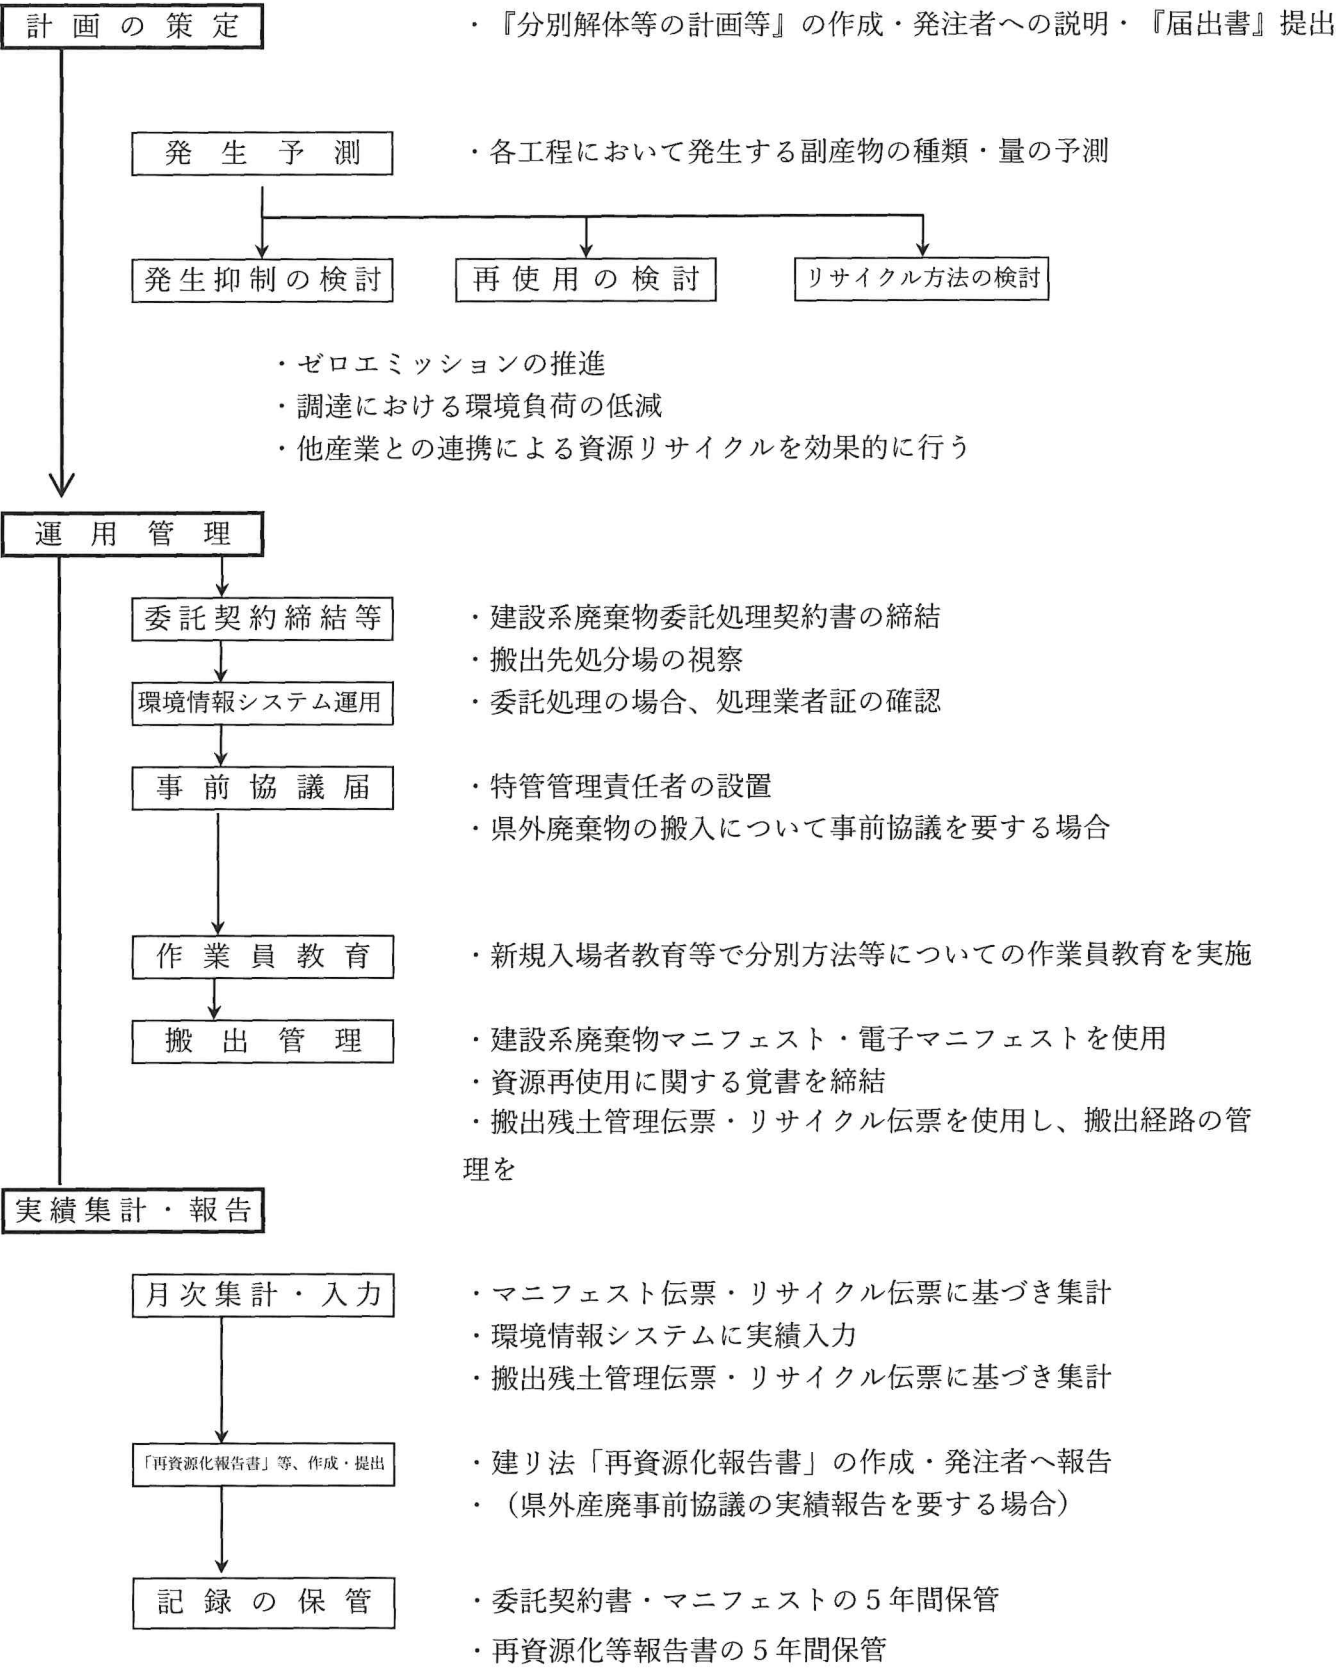 計画の策定
・『分別解体等の計画等』の作成・発注者への説明・『届出書』提出
発生予測
・各工程において発生する副産物の種類・量の予測
発生抑制の検討
再使用の検討
リサイクル方法の検討
・ゼロエミッションの推進
・調達における環境負荷の低減
・他産業との連携による資源リサイクルを効果的に行う
運用管理
委託契約締結等
・建設系廃棄物委託処理契約書の締結
・搬出先処分場の視察
環境情報システム運用
・委託処理の場合、処理業者証の確認
事前協議届
・特管管理責任者の設置
・県外廃棄物の搬入について事前協議を要する場合
作業員教育
・新規入場者教育等で分別方法等についての作業員教育を実施
搬出管理
・建設系廃棄物マニフェスト・電子マニフェストを使用
・資源再使用に関する覚書を締結
・搬出残土管理伝票・リサイクル伝票を使用し、搬出経路の管
理を
実績集計・報告
月次集計・入力
・マニフェスト伝票・リサイクル伝票に基づき集計
・環境情報システムに実績入力
・搬出残土管理伝票・リサイクル伝票に基づき集計
「再資源化報告書」等、作成・提出
・建リ法「再資源化報告書」の作成・発注者へ報告
・（県外産廃事前協議の実績報告を要する場合）
記録の保管
・委託契約書・マニフェストの５年間保管
・再資源化等報告書の５年間保管